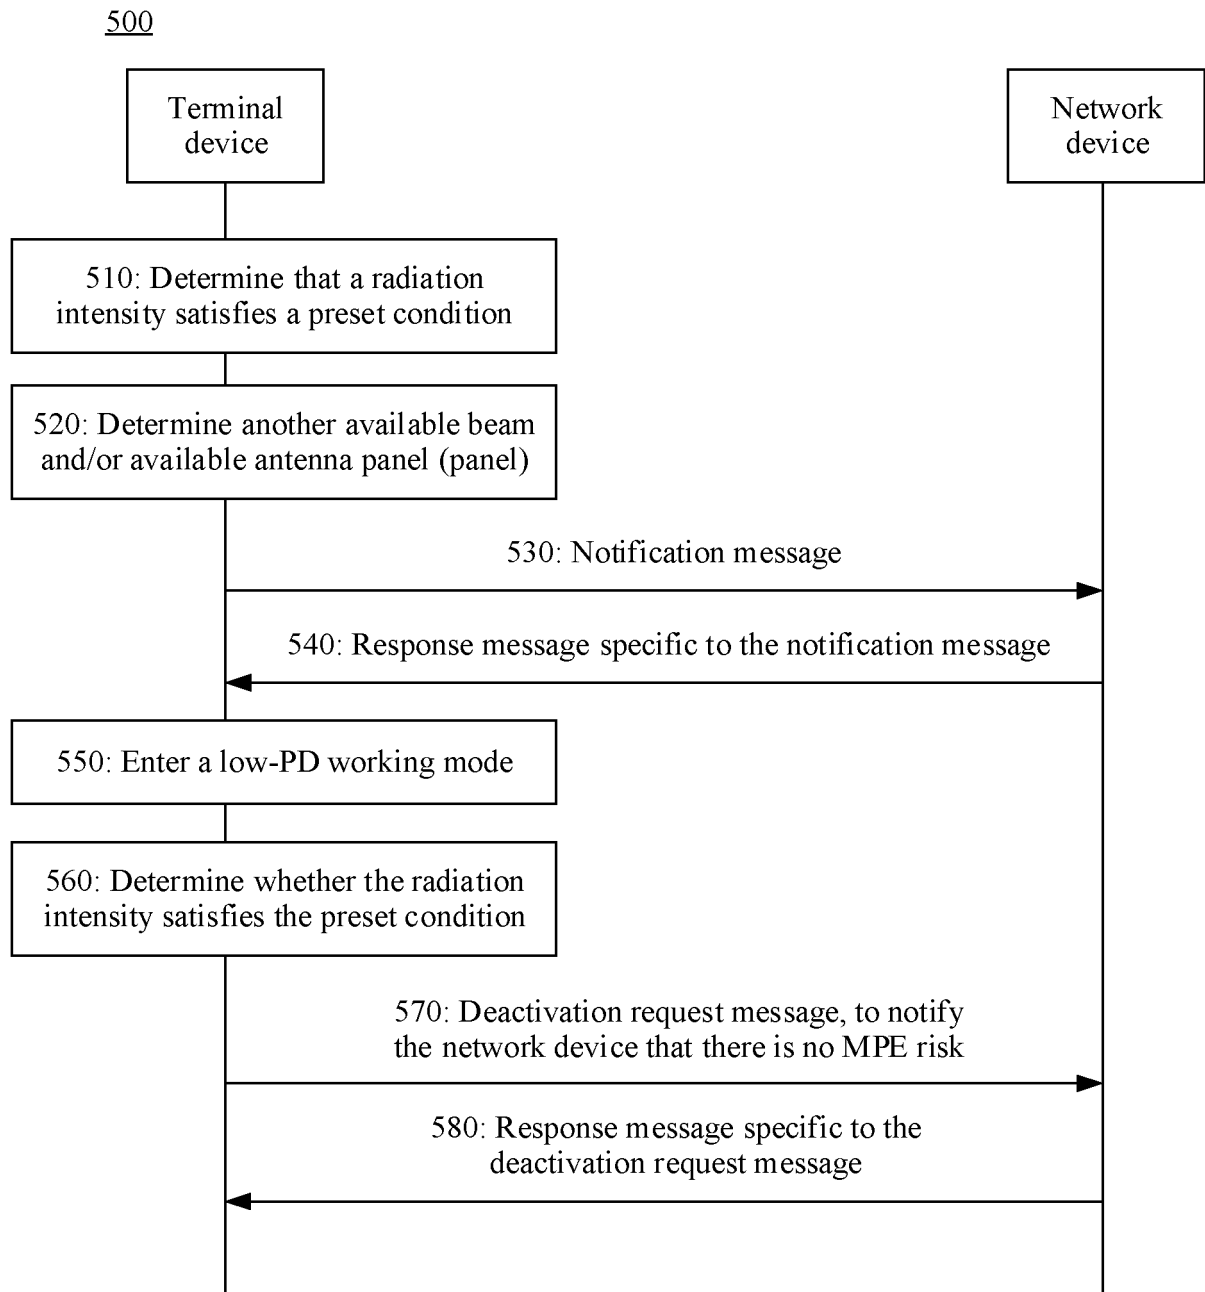 500
Terminal
device
Network
device
510: Determine that a radiation
intensity satisfies a preset condition
520: Determine another available beam
and/or available antenna panel (panel)
530: Notification message
540: Response message specific to the notification message
550: Enter a low-PD working mode
560: Determine whether the radiation
intensity satisfies the preset condition
570: Deactivation request message, to notify
the network device that there is no MPE risk
580: Response message specific to the
deactivation request message